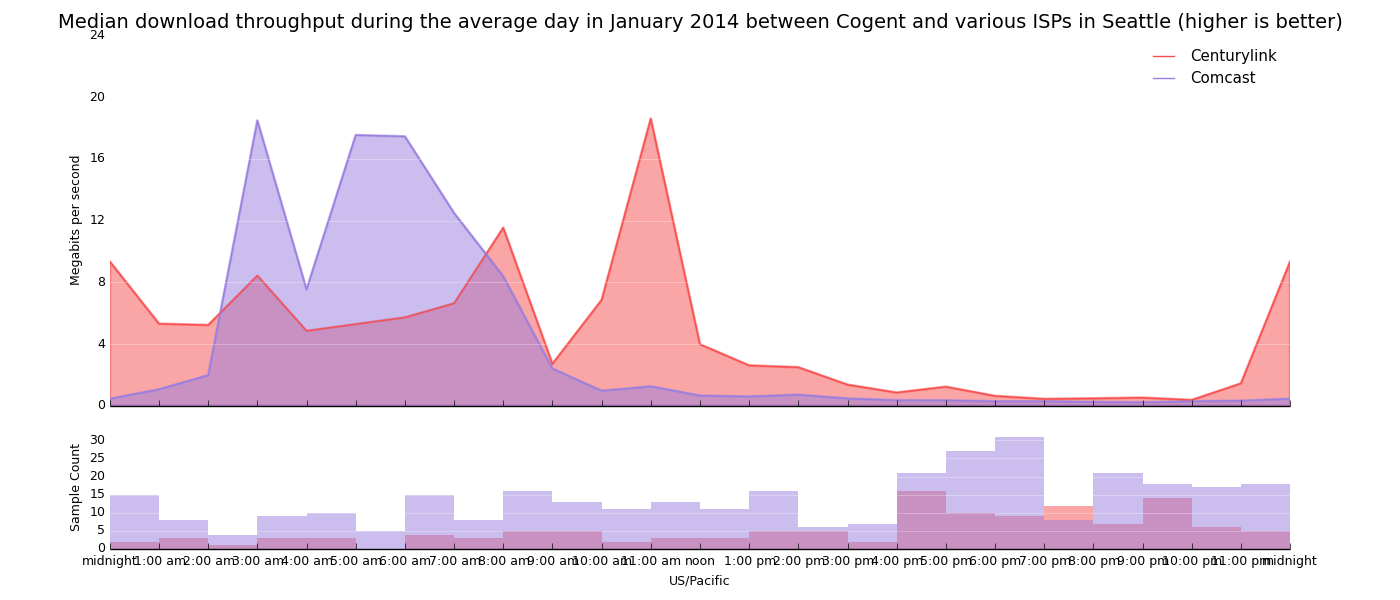 Median download throughput during the average day in January 2014 between Cogent and various ISPs in Seattle (higher is better)
24
20
16
12
8
4
0
Megabits per second
Centurylink
Comcast
30
25
20
15
10
5
0
Sample Count
midnight 1:00 am 2:00 am 3:00 am 4:00 am 5:00 am 6:00 am 7:00 am 8:00 am 9:00 am 10:00 am 11:00 am noon 1:00 pm 2:00 pm 3:00 pm 4:00 pm 5:00 pm 6:00 pm 7:00 pm 8:00 pm 9:00 pm 10:00 pm 11:00 pm midnight
US/Pacific